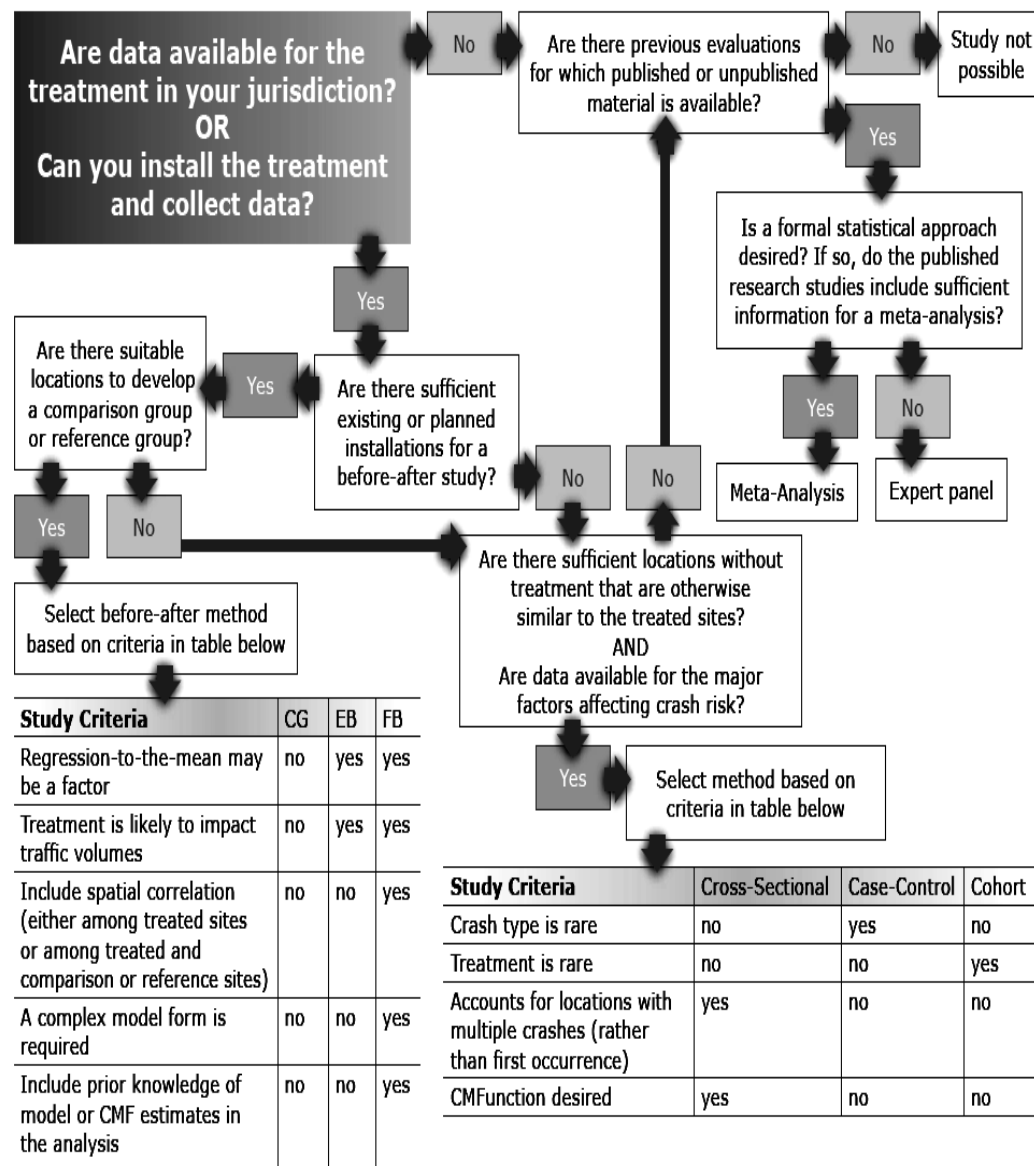 Are data available for the
treatment in your jurisdiction?
OR
Can you install the treatment
and collect data?
No
Are there previous evaluations
for which published or unpublished
material is available?
No
Study not
possible
Yes
Is a formal statistical approach
desired? If so, do the published
research studies include sufficient
information for a meta-analysis?
Yes
No
Meta-Analysis
Expert panel
Yes
Are there sufficient
existing or planned
installations for a
before-after study?
Yes
Are there suitable
locations to develop
a comparison group
or reference group?
Yes
No
No
No
Select before-after method
based on criteria in table below
Are there sufficient locations without
treatment that are otherwise
similar to the treated sites?
AND
Are data available for the major
factors affecting crash risk?
Yes
Select method based on
criteria in table below
Study Criteria CG EB FB
Regression-to-the-mean may no yes yes
be a factor
Treatment is likely to impact no yes yes
traffic volumes
Include spatial correlation no no yes
(either among treated sites
or among treated and
comparison or reference sites)
A complex model form is no no yes
required
Include prior knowledge of no no yes
model or CMF estimates in
the analysis
Study Criteria Cross-Sectional Case-Control Cohort
Crash type is rare no yes no
Treatment is rare no no yes
Accounts for locations with yes no no
multiple crashes (rather
than first occurrence)
CMFunction desired yes no no